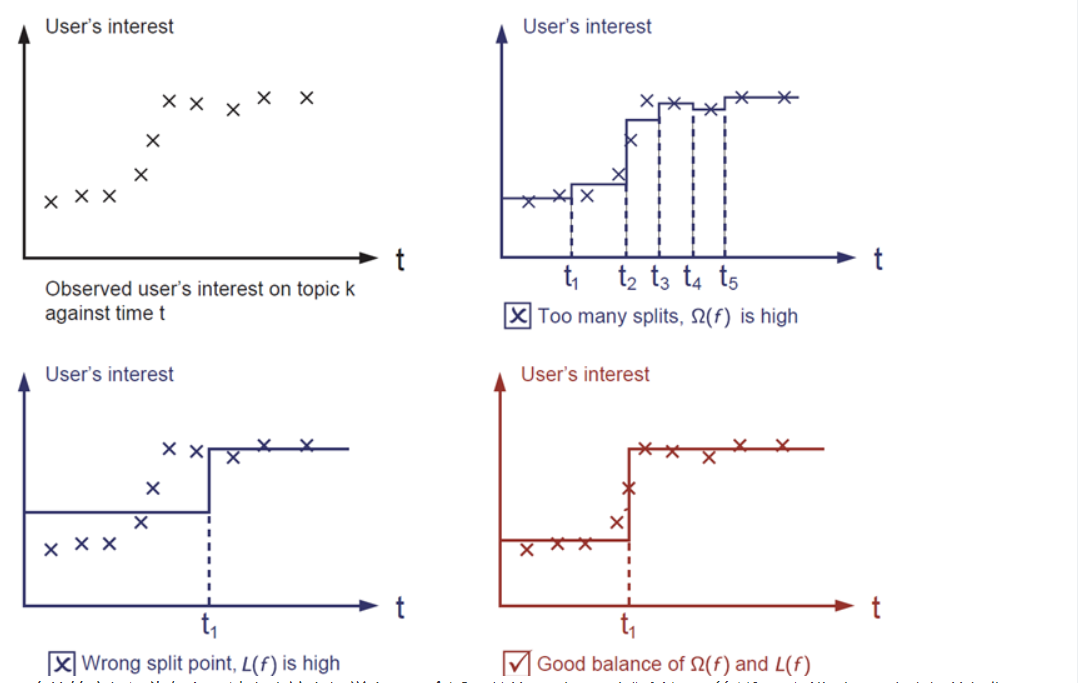 User's interest
t
Observed user's interest on topic k
against time t
User's interest
t
t1 t2 t3 t4 t5
Too many splits, Ω(f) is high
User's interest
t
t1
Wrong split point, L(f) is high
User's interest
t
t1
Good balance of Ω(f) and L(f)